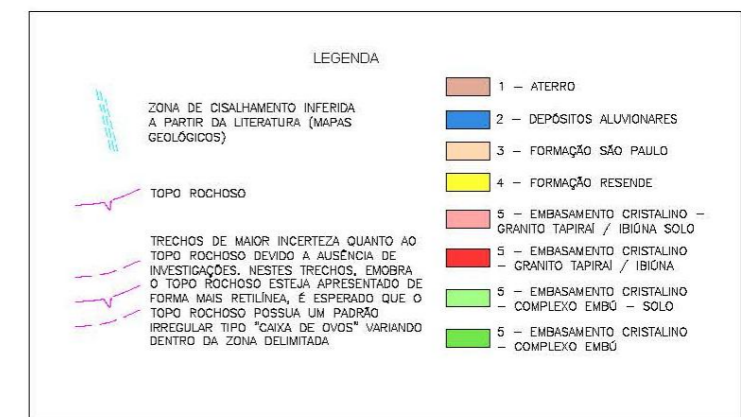 LEGENDA
ZONA DE CISALHAMENTO INFERIDA
A PARTIR DA LITERATURA (MAPAS
GEOLÓGICOS)
TOPO ROCHOSO
TRECHOS DE MAIOR INCERTEZA QUANTO AO
TOPO ROCHOSO DEVIDO A AUSÊNCIA DE
INVESTIGAÇÕES. NESTES TRECHOS, EMOBRA
O TOPO ROCHOSO ESTEJA APRESENTADO DE
FORMA MAIS RETILÍNEA, É ESPERADO QUE O
TOPO ROCHOSO POSSUA UM PADRÃO
IRREGULAR TIPO "CAIXA DE OVOS" VARIANDO
DENTRO DA ZONA DELIMITADA
1 – ATERRO
2 – DEPÓSITOS ALUVIONARES
3 – FORMAÇÃO SÃO PAULO
4 – FORMAÇÃO RESENDE
5 – EMBASAMENTO CRISTALINO –
GRANITO TAPIRAÍ / IBIÚNA SOLO
5 – EMBASAMENTO CRISTALINO
– GRANITO TAPIRAÍ / IBIÚNA
5 – EMBASAMENTO CRISTALINO
– COMPLEXO EMBÚ – SOLO
5 – EMBASAMENTO CRISTALINO
– COMPLEXO EMBÚ